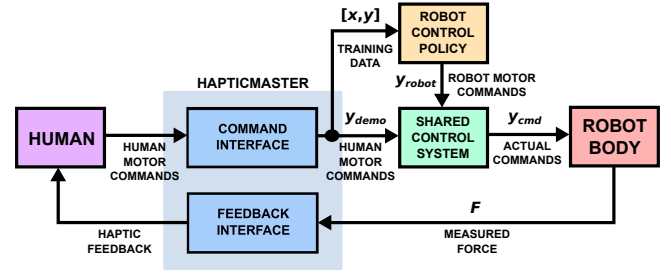 [x,y]
TRAINING
DATA
ROBOT
CONTROL
POLICY
HAPTICMASTER
y_robot
ROBOT MOTOR
COMMANDS
HUMAN
HUMAN
MOTOR
COMMANDS
COMMAND
INTERFACE
y_demo
HUMAN
MOTOR
COMMANDS
SHARED
CONTROL
SYSTEM
y_cmd
ACTUAL
COMMANDS
ROBOT
BODY
HAPTIC
FEEDBACK
FEEDBACK
INTERFACE
F
MEASURED
FORCE